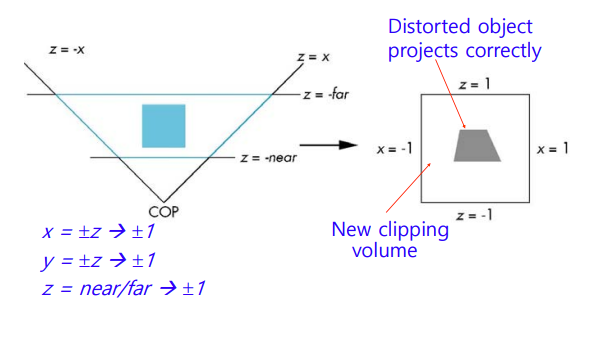 Distorted object
projects correctly
z = -x
z = x
z = 1
z = -far
x = -1
x = 1
z = -near
COP
z = -1
New clipping
volume
x = ±z → ±1
y = ±z → ±1
z = near/far → ±1